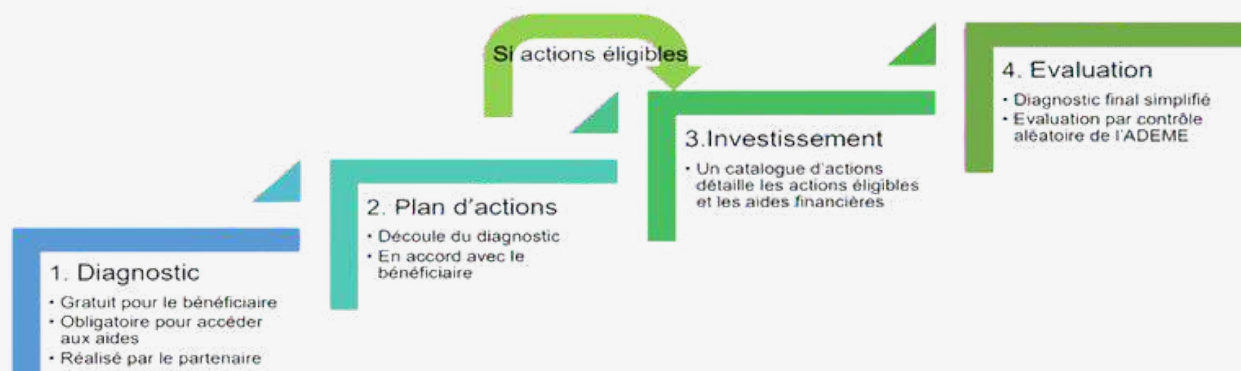 1. Diagnostic
• Gratuit pour le bénéficiaire
• Obligatoire pour accéder
aux aides
• Réalisé par le partenaire
2. Plan d'actions
• Découle du diagnostic
• En accord avec le
bénéficiaire
Si actions éligibles
3.Investissement
• Un catalogue d'actions
détaille les actions éligibles
et les aides financières
4. Evaluation
• Diagnostic final simplifié
• Evaluation par contrôle
aléatoire de l'ADEME